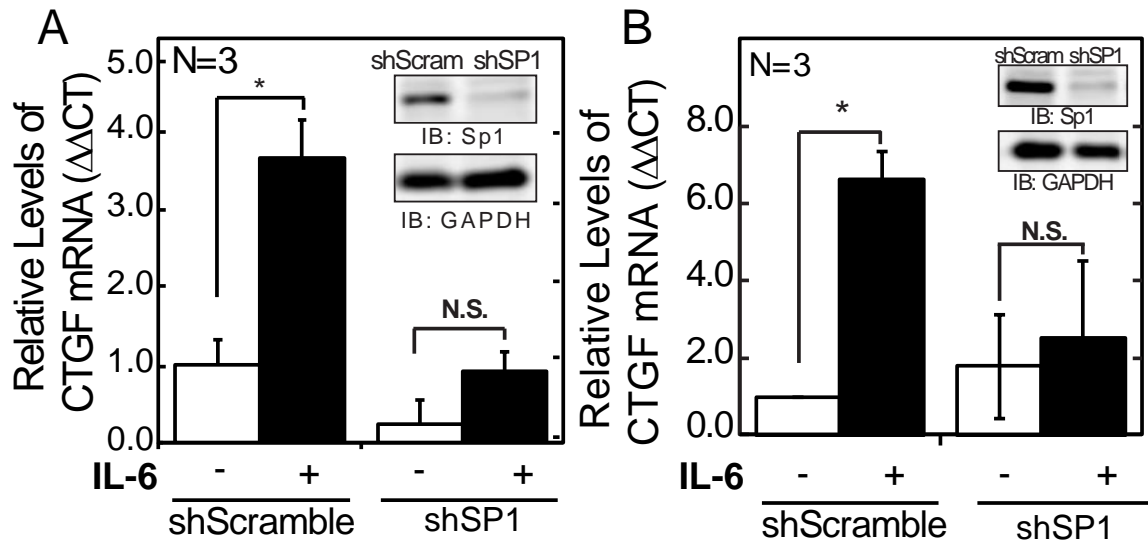 A
Relative Levels of
CTGF mRNA (ΔΔCT)
5.0
4.0
3.0
2.0
1.0
0.0
N=3
*
shScram shSP1
IB: Sp1
IB: GAPDH
N.S.
IL-6 - + - +
shScramble shSP1
B
Relative Levels of
CTGF mRNA (ΔΔCT)
8.0
6.0
4.0
2.0
0.0
N=3
*
shScram shSP1
IB: Sp1
IB: GAPDH
N.S.
IL-6 - + - +
shScramble shSP1